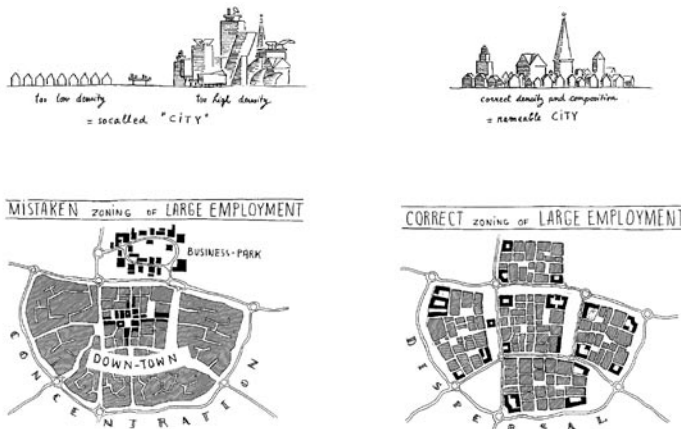 too low density
too high density
= socalled "CITY"
correct density and composition
= nameable CITY
MISTAKEN ZONING OF LARGE EMPLOYMENT
BUSINESS-PARK
DOWN-TOWN
CONCENTRATION
CORRECT ZONING OF LARGE EMPLOYMENT
DISPERSAL